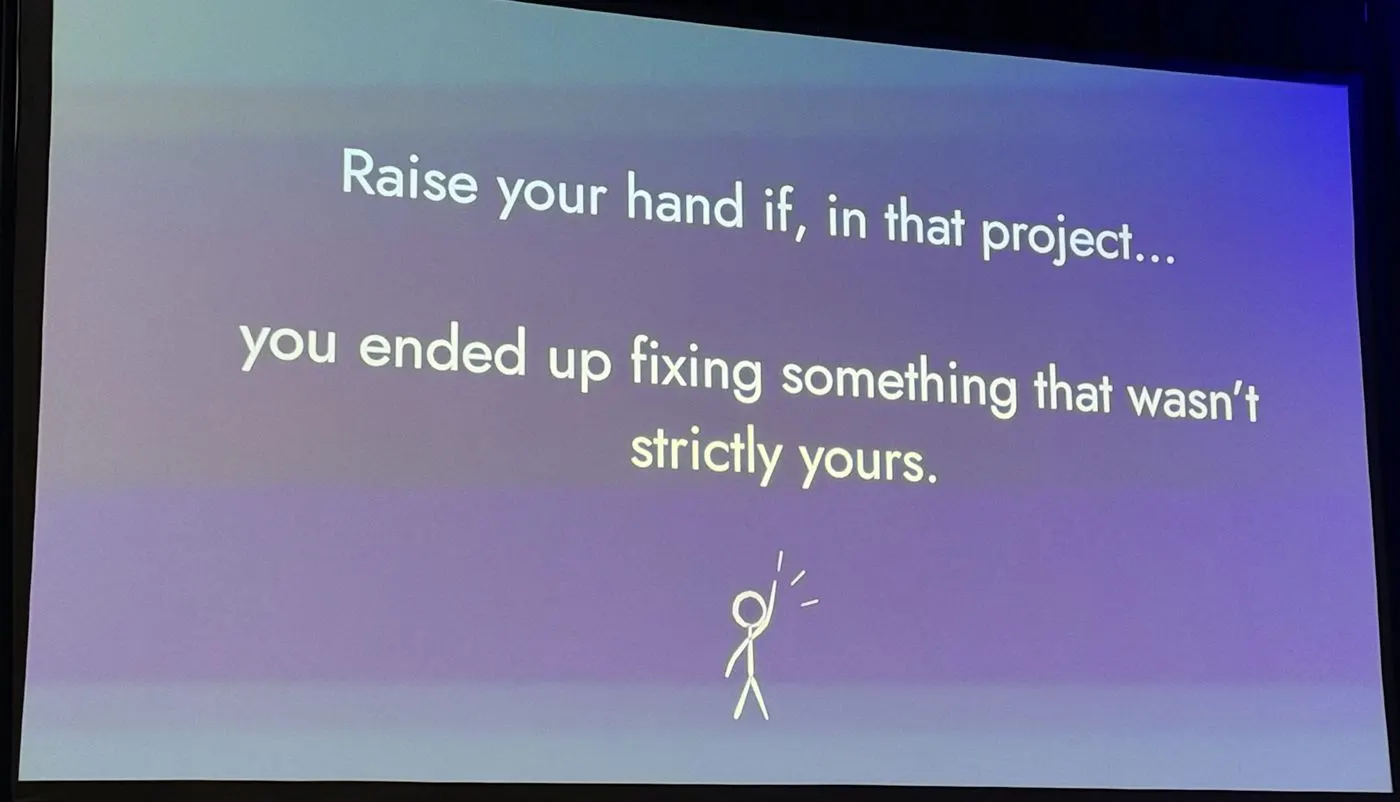 Raise your hand if, in that project...
you ended up fixing something that wasn't
strictly yours.